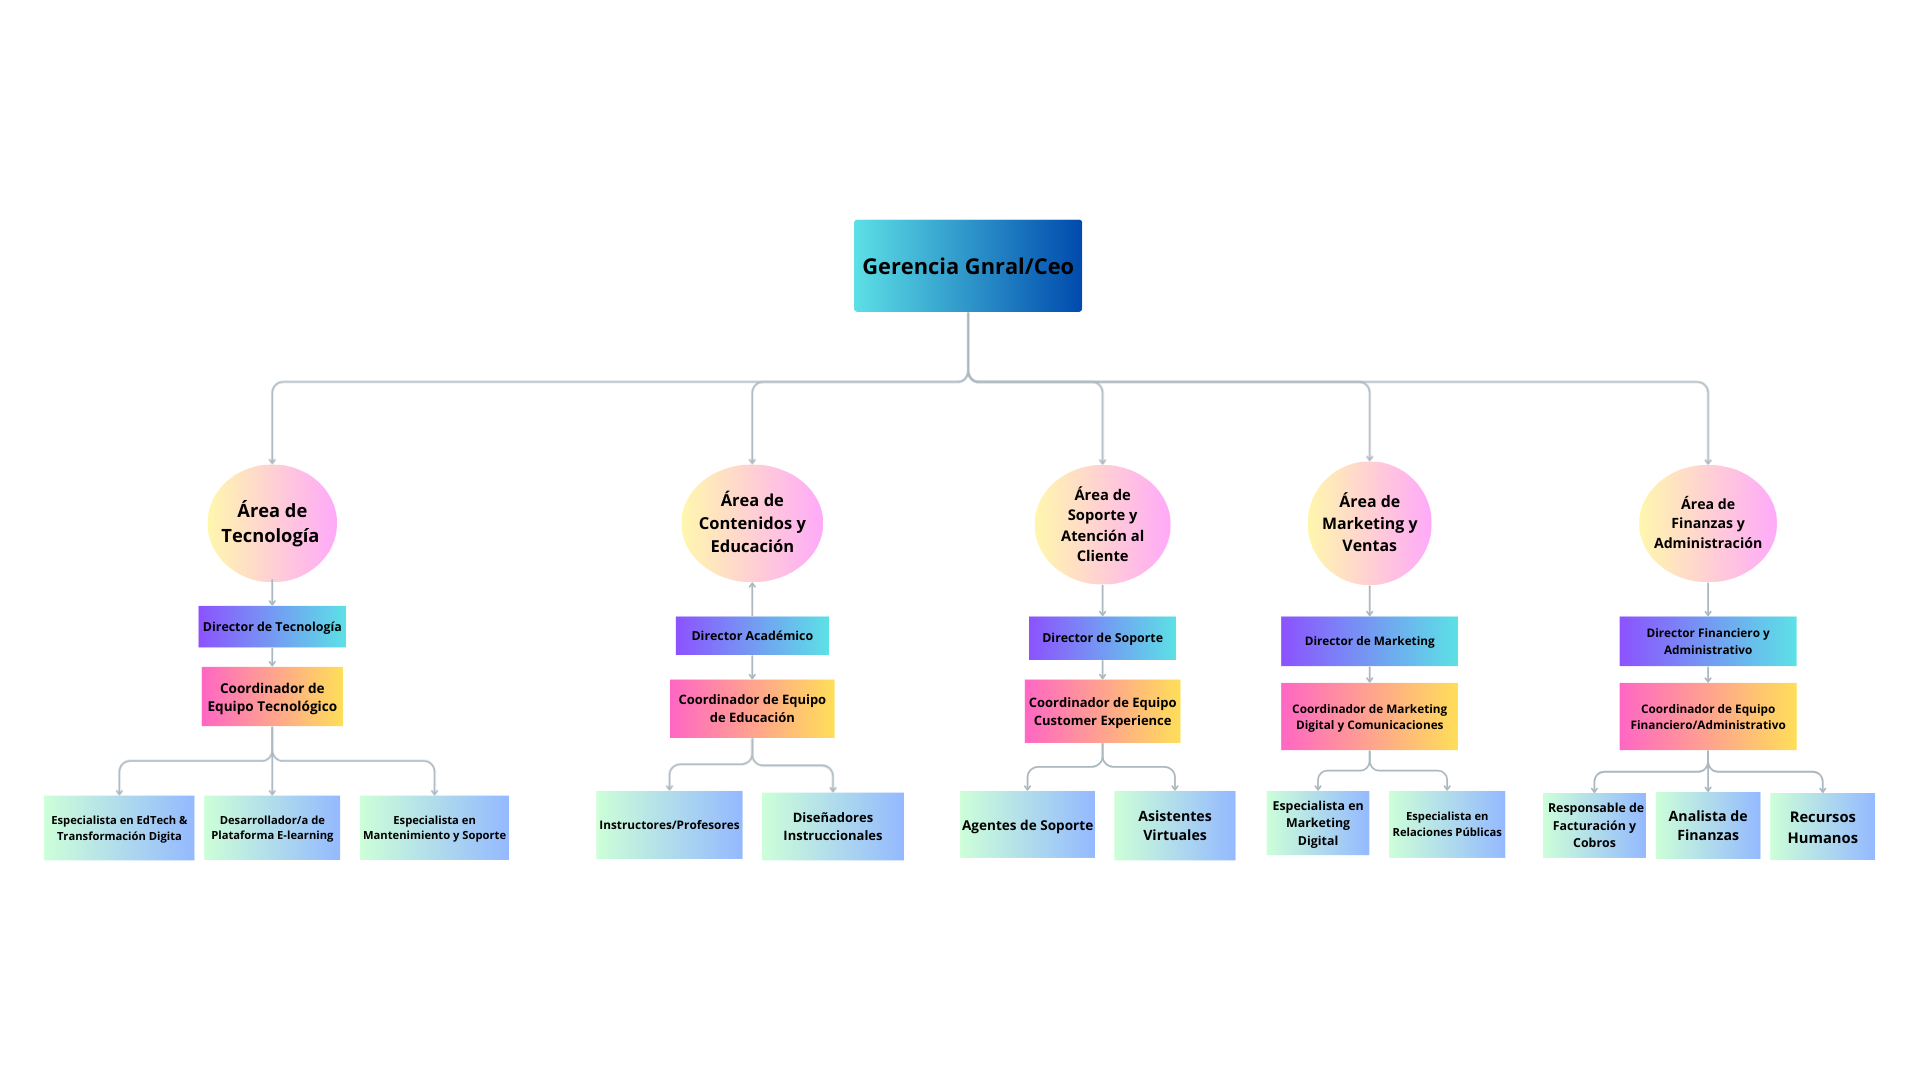 Gerencia Gnral/Ceo
Área de
Tecnología
Área de
Contenidos y
Educación
Área de
Soporte y
Atención al
Cliente
Área de
Marketing y
Ventas
Área de
Finanzas y
Administración
Director de Tecnología
Director Académico
Director de Soporte
Director de Marketing
Director Financiero y
Administrativo
Coordinador de
Equipo Tecnológico
Coordinador de Equipo
de Educación
Coordinador de Equipo
Customer Experience
Coordinador de Marketing
Digital y Comunicaciones
Coordinador de Equipo
Financiero/Administrativo
Especialista en EdTech &
Transformación Digita
Desarrollador/a de
Plataforma E-learning
Especialista en
Mantenimiento y Soporte
Instructores/Profesores
Diseñadores
Instruccionales
Agentes de Soporte
Asistentes
Virtuales
Especialista en
Marketing
Digital
Especialista en
Relaciones Públicas
Responsable de
Facturación y
Cobros
Analista de
Finanzas
Recursos
Humanos